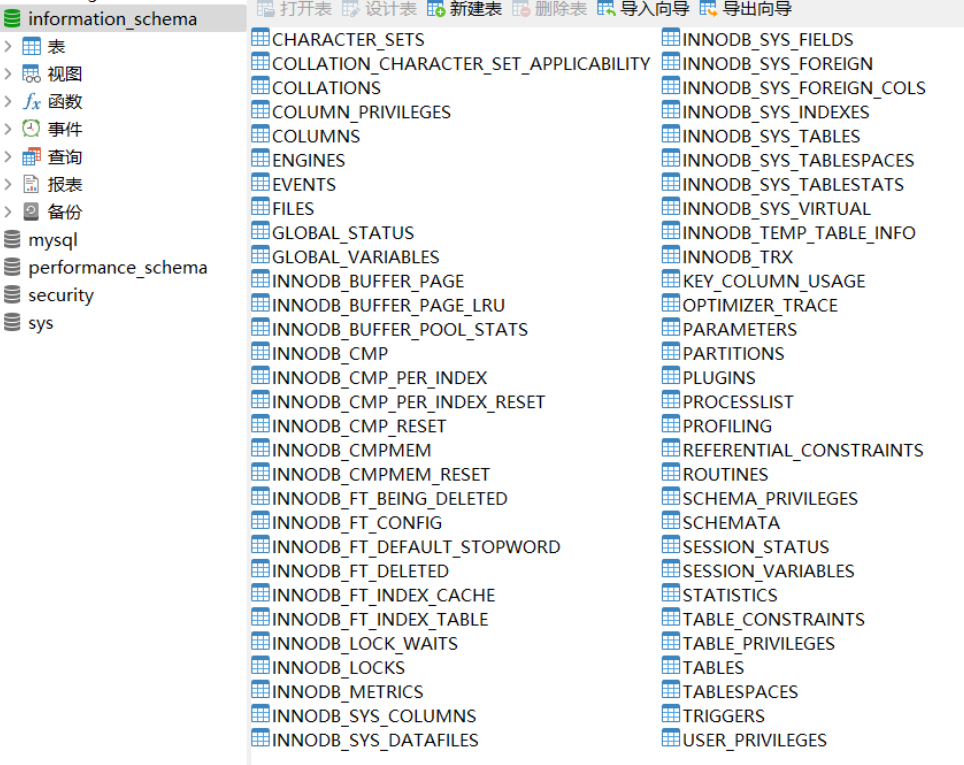 information_schema
表
视图
函数
事件
查询
报表
备份
mysql
performance_schema
security
sys
打开表 设计表 新建表 删除表 导入向导 导出向导
CHARACTER_SETS
COLLATION_CHARACTER_SET_APPLICABILITY
COLLATIONS
COLUMN_PRIVILEGES
COLUMNS
ENGINES
EVENTS
FILES
GLOBAL_STATUS
GLOBAL_VARIABLES
INNODB_BUFFER_PAGE
INNODB_BUFFER_PAGE_LRU
INNODB_BUFFER_POOL_STATS
INNODB_CMP
INNODB_CMP_PER_INDEX
INNODB_CMP_PER_INDEX_RESET
INNODB_CMP_RESET
INNODB_CMPMEM
INNODB_CMPMEM_RESET
INNODB_FT_BEING_DELETED
INNODB_FT_CONFIG
INNODB_FT_DEFAULT_STOPWORD
INNODB_FT_DELETED
INNODB_FT_INDEX_CACHE
INNODB_FT_INDEX_TABLE
INNODB_LOCK_WAITS
INNODB_LOCKS
INNODB_METRICS
INNODB_SYS_COLUMNS
INNODB_SYS_DATAFILES
INNODB_SYS_FIELDS
INNODB_SYS_FOREIGN
INNODB_SYS_FOREIGN_COLS
INNODB_SYS_INDEXES
INNODB_SYS_TABLES
INNODB_SYS_TABLESPACES
INNODB_SYS_TABLESTATS
INNODB_SYS_VIRTUAL
INNODB_TEMP_TABLE_INFO
INNODB_TRX
KEY_COLUMN_USAGE
OPTIMIZER_TRACE
PARAMETERS
PARTITIONS
PLUGINS
PROCESSLIST
PROFILING
REFERENTIAL_CONSTRAINTS
ROUTINES
SCHEMA_PRIVILEGES
SCHEMATA
SESSION_STATUS
SESSION_VARIABLES
STATISTICS
TABLE_CONSTRAINTS
TABLE_PRIVILEGES
TABLES
TABLESPACES
TRIGGERS
USER_PRIVILEGES